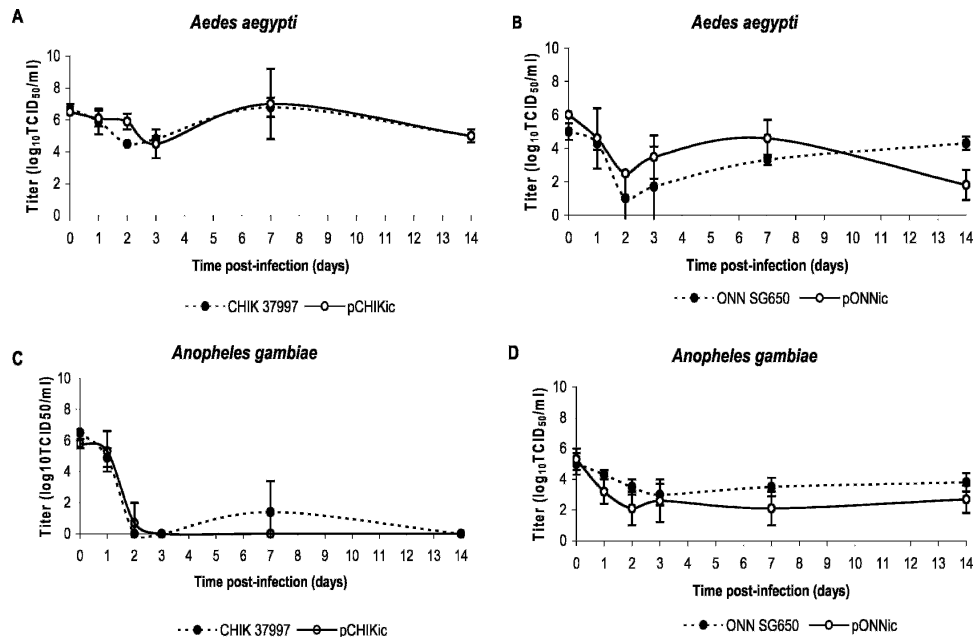 A
Aedes aegypti
Titer (log10TCID50/ml)
10
8
6
4
2
0
0 1 2 3 4 5 6 7 8 9 10 11 12 13 14
Time post-infection (days)
CHIK 37997 pCHIKic
B
Aedes aegypti
Titer (log10TCID50/ml)
10
8
6
4
2
0
0 1 2 3 4 5 6 7 8 9 10 11 12 13 14
Time post-infection (days)
ONN SG650 pONNic
C
Anopheles gambiae
Titer (log10TCID50/ml)
10
8
6
4
2
0
0 1 2 3 4 5 6 7 8 9 10 11 12 13 14
Time post-infection (days)
CHIK 37997 pCHIKic
D
Anopheles gambiae
Titer (log10TCID50/ml)
10
8
6
4
2
0
0 1 2 3 4 5 6 7 8 9 10 11 12 13 14
Time post-infection (days)
ONN SG650 pONNic